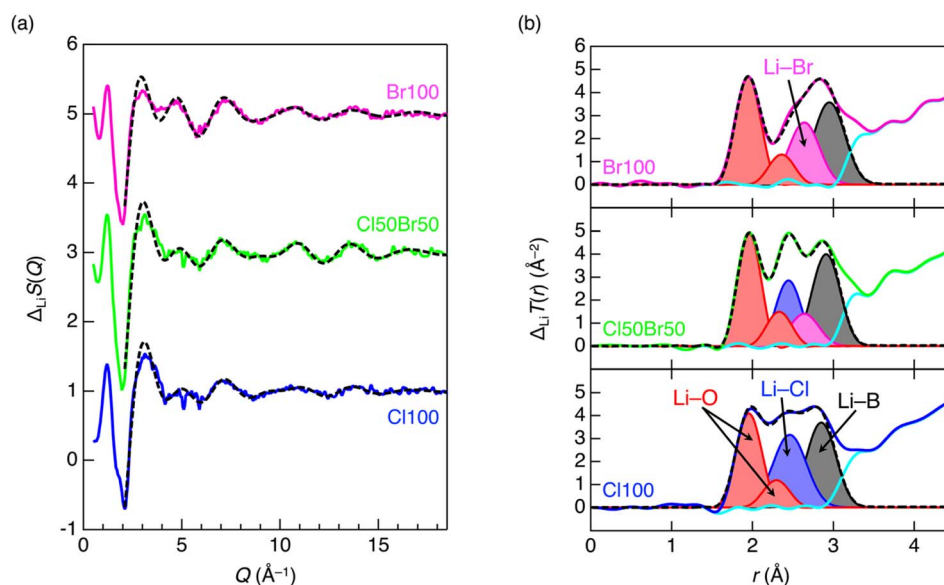 (a)
6
5
4
3
2
1
0
-1
Δ_Li S(Q)
Br100
Cl50Br50
Cl100
0
5
10
15
Q (Å⁻¹)
(b)
5
4
3
2
1
0
Li–Br
Br100
5
4
3
2
1
0
Δ_Li T(r) (Å⁻²)
Cl50Br50
5
4
3
2
1
0
Li–O
Li–Cl
Li–B
Cl100
0
1
2
3
4
r (Å)